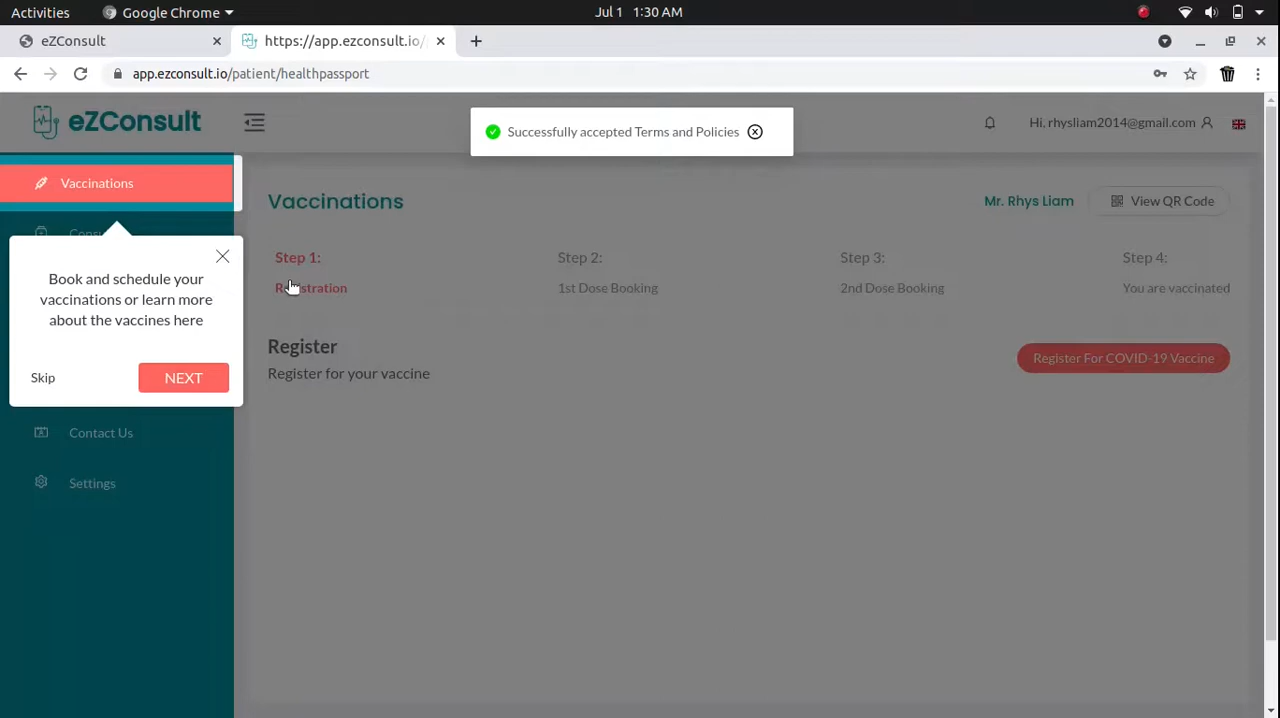 Activities
Google Chrome
Jul 1 1:30 AM
eZConsult
https://app.ezconsult.io/
app.ezconsult.io/patient/healthpassport
eZConsult
Successfully accepted Terms and Policies
Hi, rhysliam2014@gmail.com
Vaccinations
Vaccinations
Mr. Rhys Liam
View QR Code
Step 1:
Step 2:
Step 3:
Step 4:
Registration
1st Dose Booking
2nd Dose Booking
You are vaccinated
Book and schedule your
vaccinations or learn more
about the vaccines here
Skip
NEXT
Register
Register For COVID-19 Vaccine
Register for your vaccine
Contact Us
Settings